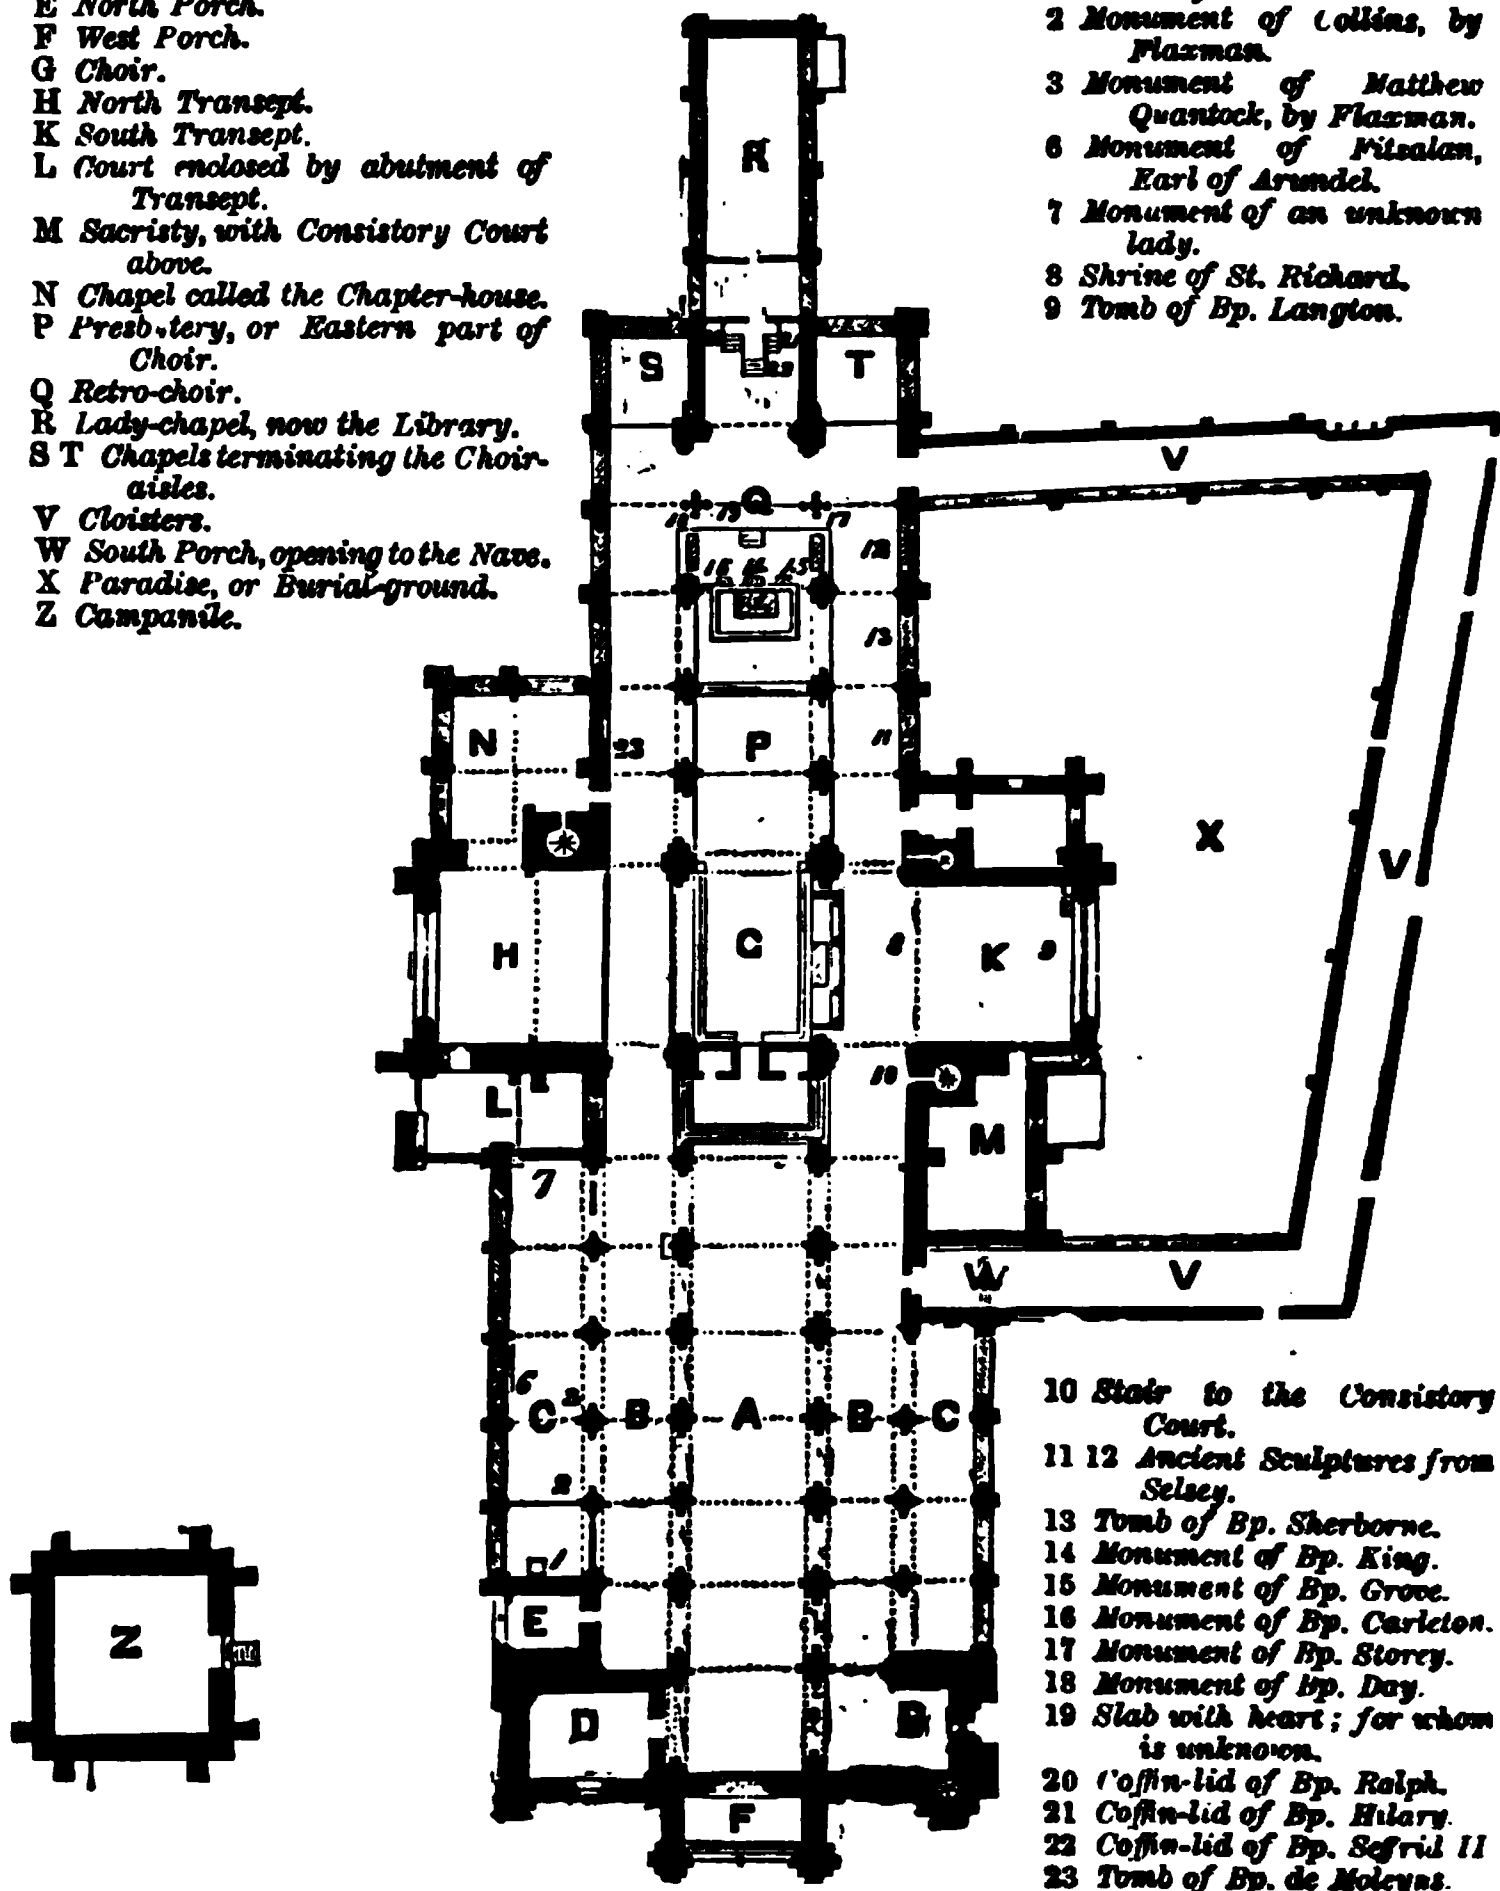 E North Porch.
F West Porch.
G Choir.
H North Transept.
K South Transept.
L Court enclosed by abutment of
Transept.
M Sacristy, with Consistory Court
above.
N Chapel called the Chapter-house.
P Presbytery, or Eastern part of
Choir.
Q Retro-choir.
R Lady-chapel, now the Library.
S T Chapels terminating the Choir-
aisles.
V Cloisters.
W South Porch, opening to the Nave.
X Paradise, or Burial-ground.
Z Campanile.
2 Monument of Collins, by
Flaxman.
3 Monument of Matthew
Quantock, by Flaxman.
6 Monument of Fitzalan,
Earl of Arundel.
7 Monument of an unknown
lady.
8 Shrine of St. Richard.
9 Tomb of Bp. Langton.
R
S
T
V
Q
19
17
12
13
N
23
P
11
X
V
H
G
K
9
L
10
M
7
W
V
6
C
B
A
B
C
2
1
E
Z
D
F
10 Stair to the Consistory
Court.
11 12 Ancient Sculptures from
Selsey.
13 Tomb of Bp. Sherborne.
14 Monument of Bp. King.
15 Monument of Bp. Grove.
16 Monument of Bp. Carleton.
17 Monument of Bp. Storey.
18 Monument of Bp. Day.
19 Slab with heart; for whom
is unknown.
20 Coffin-lid of Bp. Ralph.
21 Coffin-lid of Bp. Hilary.
22 Coffin-lid of Bp. Seffrid II
23 Tomb of Bp. de Moleyns.